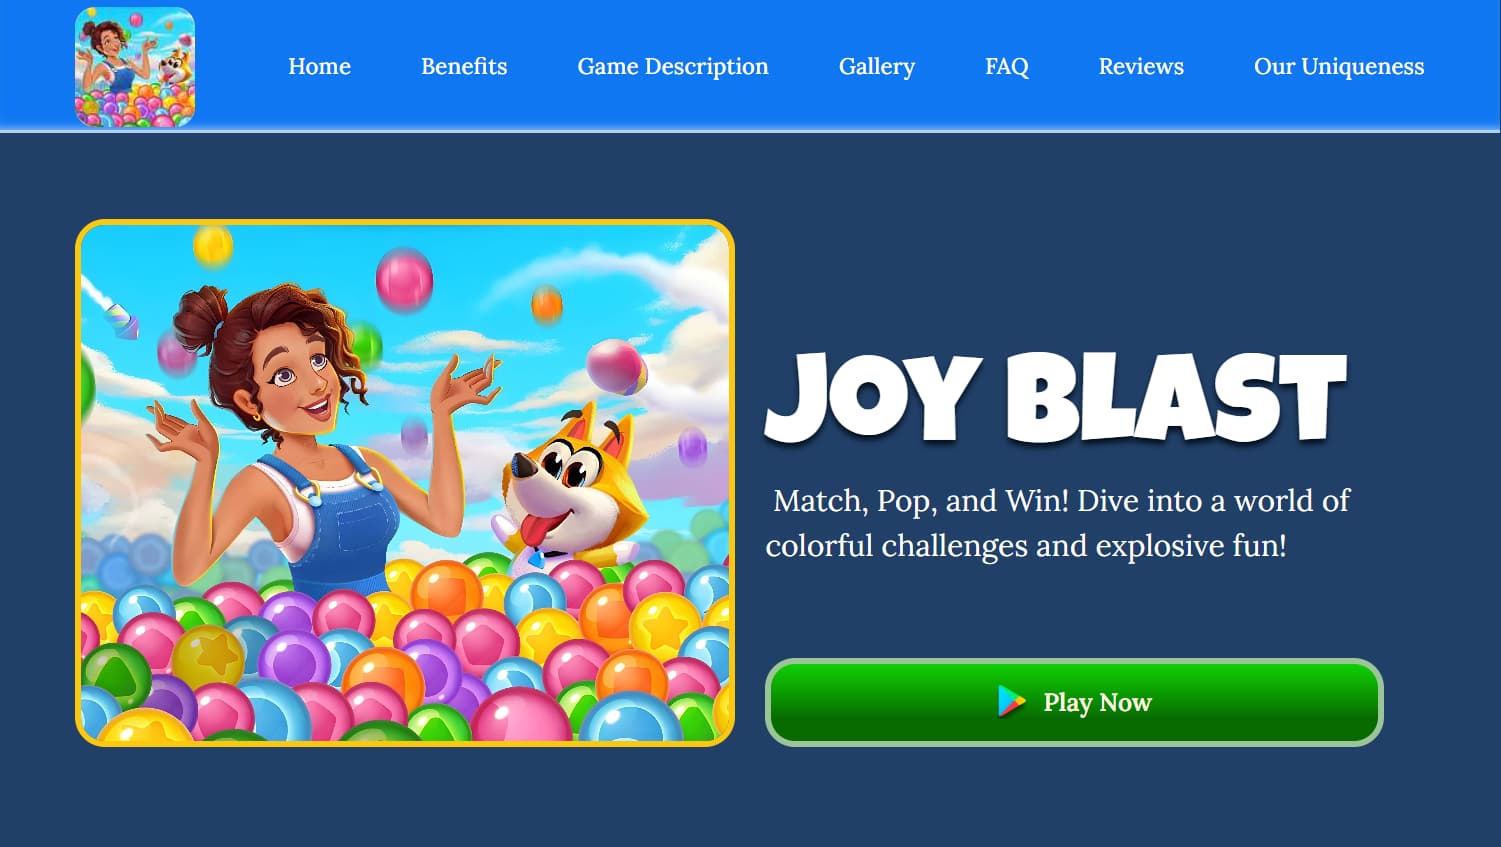 Home Benefits Game Description Gallery FAQ Reviews Our Uniqueness
JOY BLAST
Match, Pop, and Win! Dive into a world of
colorful challenges and explosive fun!
Play Now